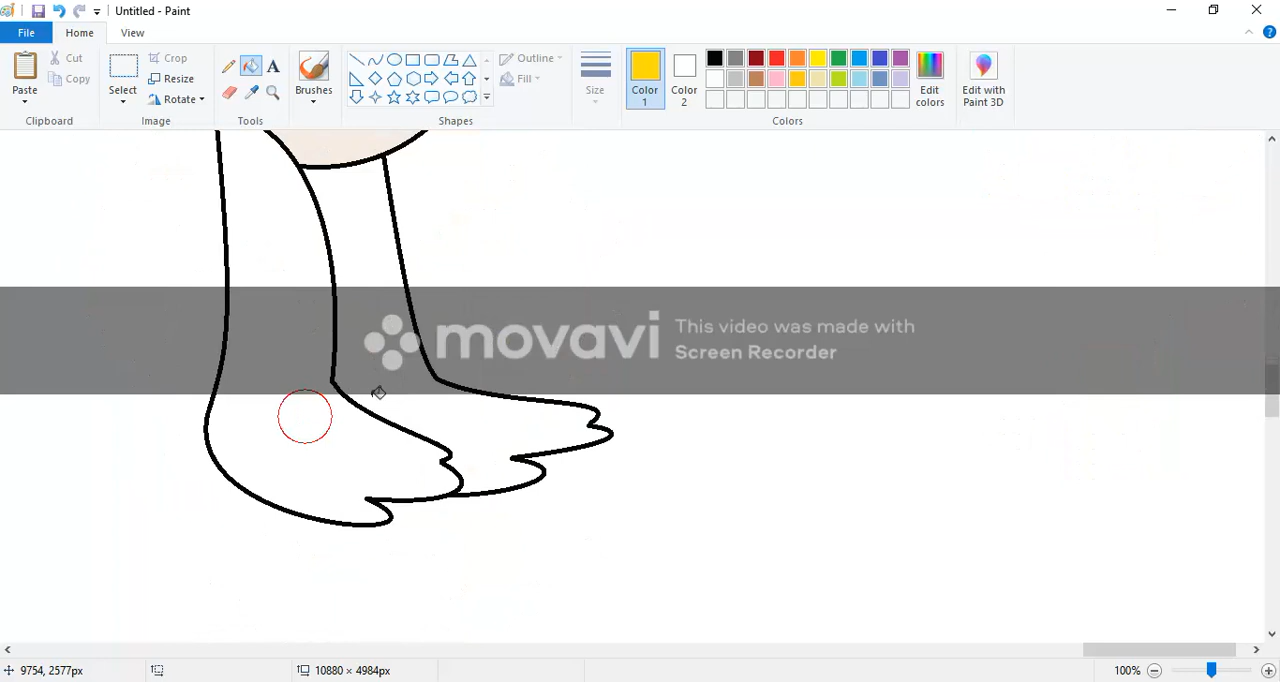 Untitled - Paint
File Home View
Paste
Cut
Copy
Clipboard
Select
Crop
Resize
Rotate
Image
A
Tools
Brushes
Outline
Fill
Shapes
Size
Color 1
Color 2
Edit colors
Colors
Edit with Paint 3D
movavi
This video was made with
Screen Recorder
9754, 2577px
10880 × 4984px
100%